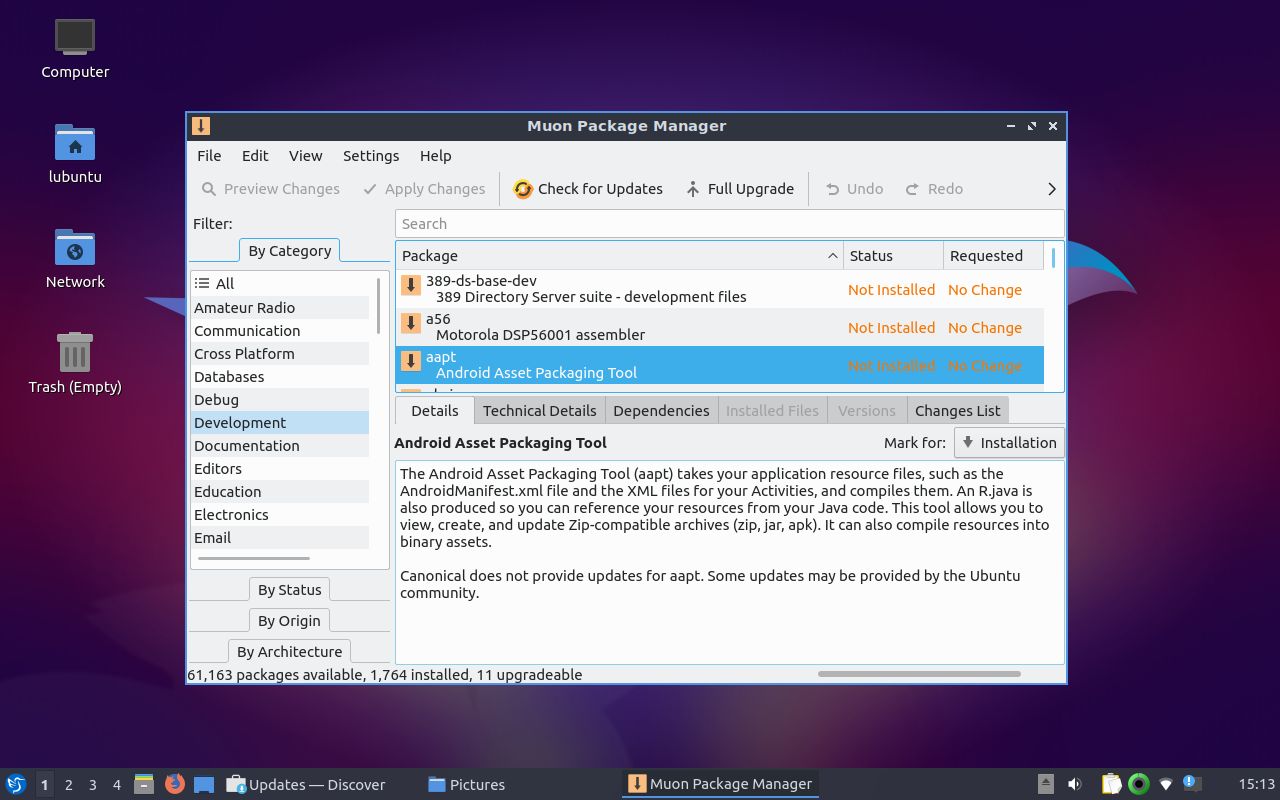 Computer
lubuntu
Network
Trash (Empty)
Muon Package Manager
File Edit View Settings Help
Preview Changes Apply Changes Check for Updates Full Upgrade Undo Redo
Filter:
Search
By Category
All
Amateur Radio
Communication
Cross Platform
Databases
Debug
Development
Documentation
Editors
Education
Electronics
Email
By Status
By Origin
By Architecture
Package Status Requested
389-ds-base-dev
389 Directory Server suite - development files
Not Installed No Change
a56
Motorola DSP56001 assembler
Not Installed No Change
aapt
Android Asset Packaging Tool
Not Installed No Change
Details Technical Details Dependencies Installed Files Versions Changes List
Android Asset Packaging Tool
Mark for: Installation
The Android Asset Packaging Tool (aapt) takes your application resource files, such as the
AndroidManifest.xml file and the XML files for your Activities, and compiles them. An R.java is
also produced so you can reference your resources from your Java code. This tool allows you to
view, create, and update Zip-compatible archives (zip, jar, apk). It can also compile resources into
binary assets.
Canonical does not provide updates for aapt. Some updates may be provided by the Ubuntu
community.
61,163 packages available, 1,764 installed, 11 upgradeable
1 2 3 4 Updates — Discover Pictures Muon Package Manager 15:13